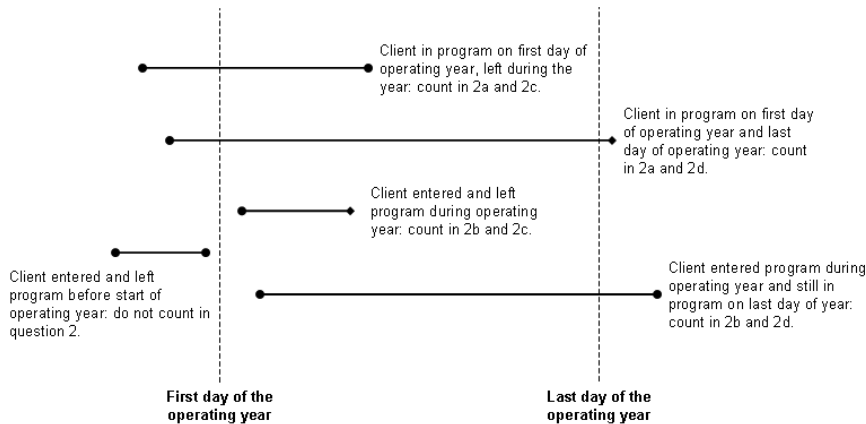 Client in program on first day of
operating year, left during the
year: count in 2a and 2c.
Client in program on first day
of operating year and last
day of operating year: count
in 2a and 2d.
Client entered and left
program during operating
year: count in 2b and 2c.
Client entered and left
program before start of
operating year: do not count in
question 2.
Client entered program during
operating year and still in
program on last day of year:
count in 2b and 2d.
First day of the
operating year
Last day of the
operating year